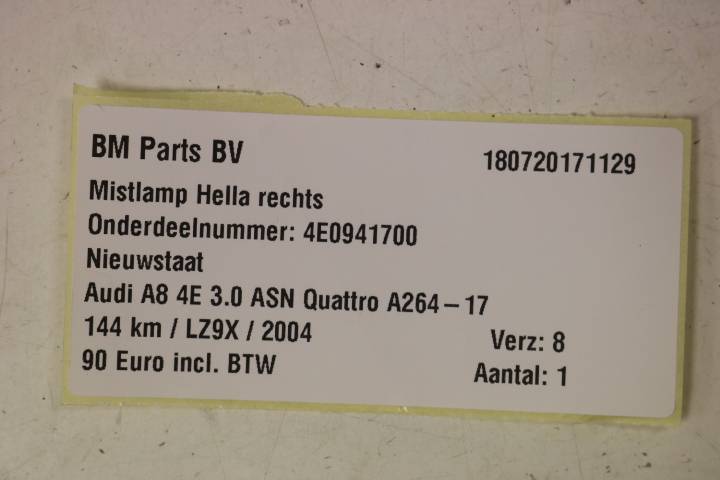 BM Parts BV 180720171129
Mistlamp Hella rechts
Onderdeelnummer: 4E0941700
Nieuwstaat
Audi A8 4E 3.0 ASN Quattro A264-17
144 km / LZ9X / 2004 Verz: 8
90 Euro incl. BTW Aantal: 1